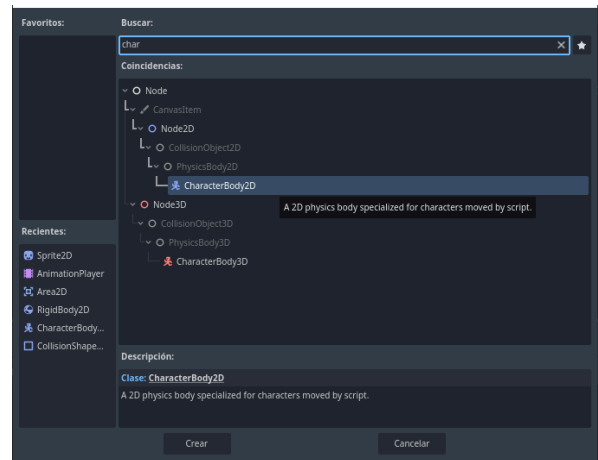 Favoritos:
Buscar:
char
Coincidencias:
Node
CanvasItem
Node2D
CollisionObject2D
PhysicsBody2D
CharacterBody2D
Node3D
A 2D physics body specialized for characters moved by script.
CollisionObject3D
PhysicsBody3D
CharacterBody3D
Recientes:
Sprite2D
AnimationPlayer
Area2D
RigidBody2D
CharacterBody...
CollisionShape...
Descripción:
Clase: CharacterBody2D
A 2D physics body specialized for characters moved by script.
Crear
Cancelar